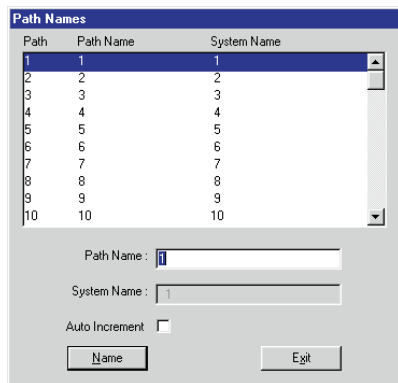 Path Names
Path Path Name System Name
1 1 1
2 2 2
3 3 3
4 4 4
5 5 5
6 6 6
7 7 7
8 8 8
9 9 9
10 10 10
Path Name : 1
System Name : 1
Auto Increment
Name Exit